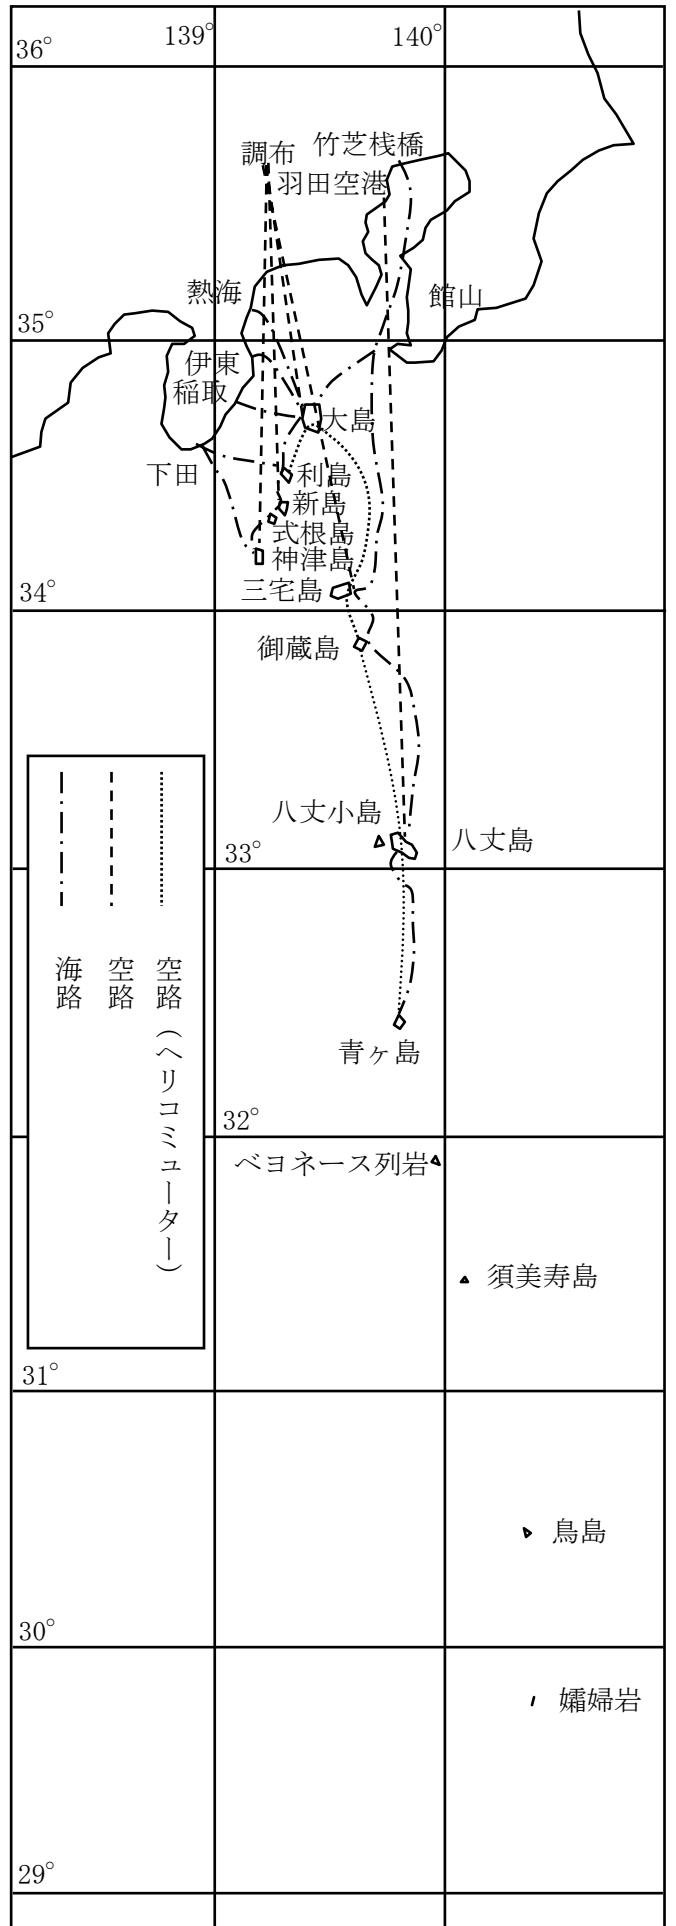 139°
140°
36°
竹芝桟橋
調布
羽田空港
熱海
館山
35°
伊東
稲取
大島
下田
利島
新島
式根島
神津島
34°
三宅島
御蔵島
八丈小島
八丈島
33°
海路
空路
空路(ヘリコミューター)
青ヶ島
32°
ベヨネース列岩
須美寿島
31°
鳥島
30°
孀婦岩
29°